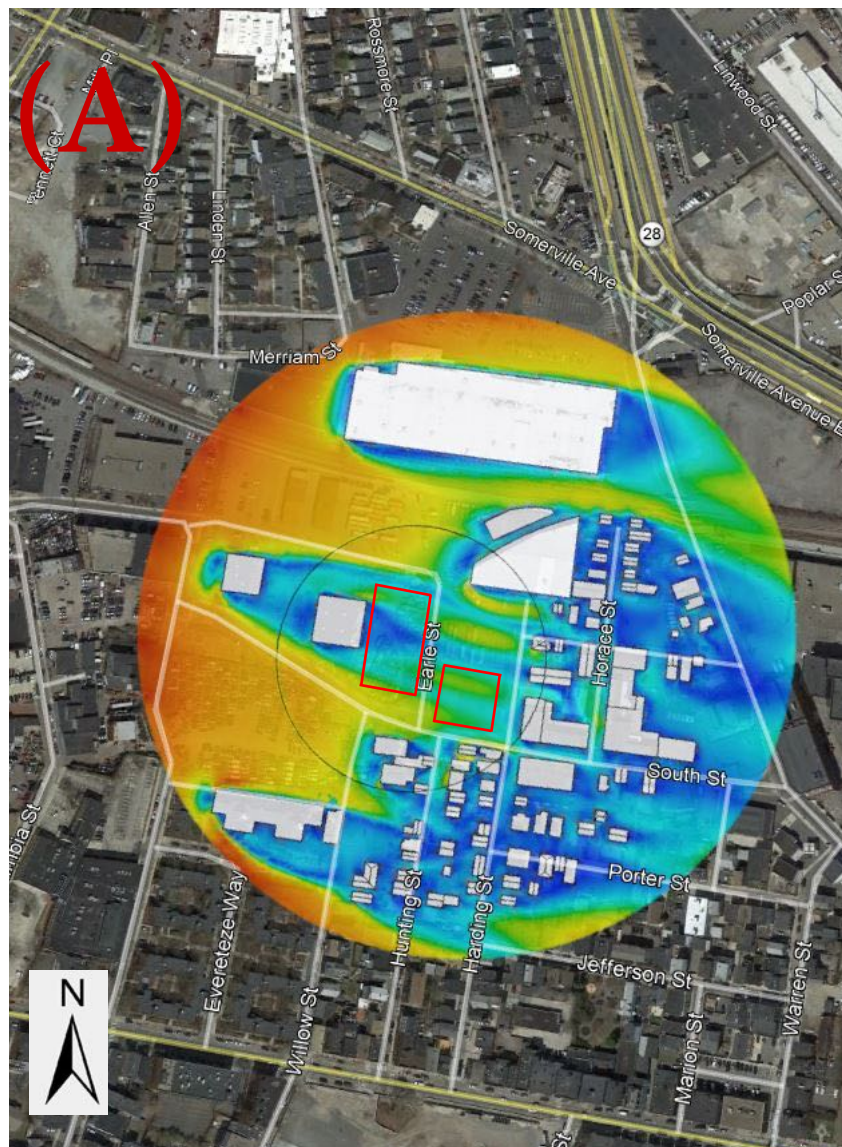 (A)
Rossmore St
Linwood St
Allen St
Linden St
28
Somerville Ave
Poplar S
Merriam St
Somerville Avenue E
Earle St
Horace St
South St
Porter St
Evereteze Way
Hunting St
Harding St
Jefferson St
Willow St
Marion St
Warren St
N
St